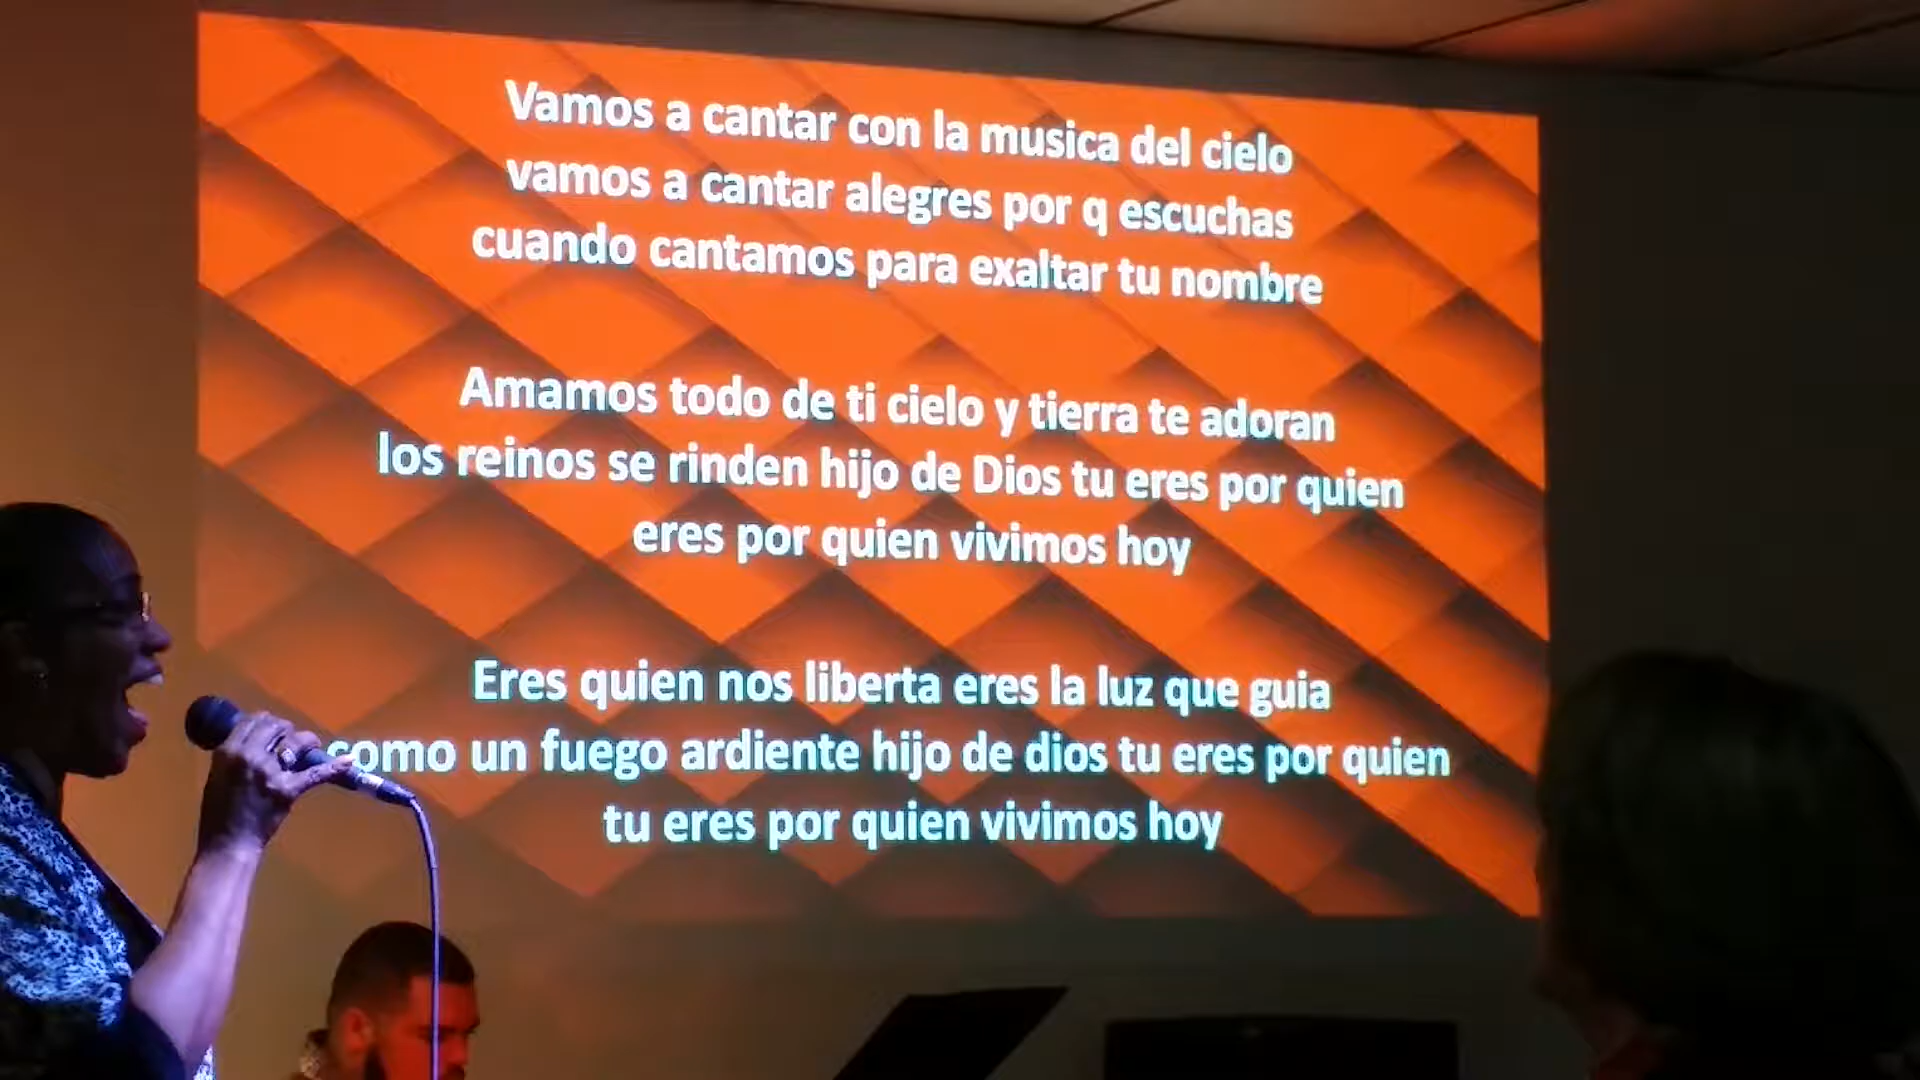 Vamos a cantar con la musica del cielo
vamos a cantar alegres por q escuchas
cuando cantamos para exaltar tu nombre
Amamos todo de ti cielo y tierra te adoran
los reinos se rinden hijo de Dios tu eres por quien
eres por quien vivimos hoy
Eres quien nos liberta eres la luz que guia
como un fuego ardiente hijo de dios tu eres por quien
tu eres por quien vivimos hoy